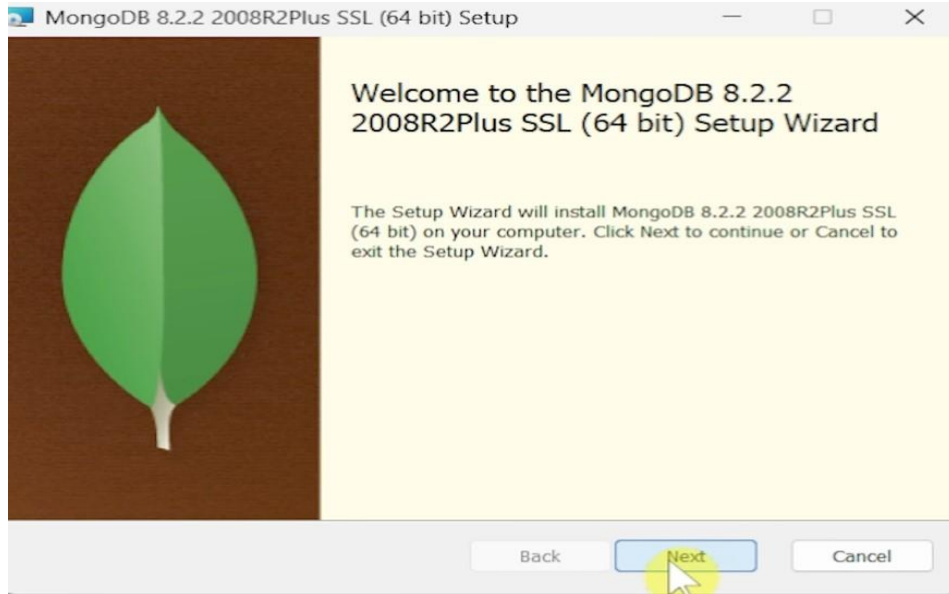 MongoDB 8.2.2 2008R2Plus SSL (64 bit) Setup
Welcome to the MongoDB 8.2.2
2008R2Plus SSL (64 bit) Setup Wizard
The Setup Wizard will install MongoDB 8.2.2 2008R2Plus SSL
(64 bit) on your computer. Click Next to continue or Cancel to
exit the Setup Wizard.
Back Next Cancel